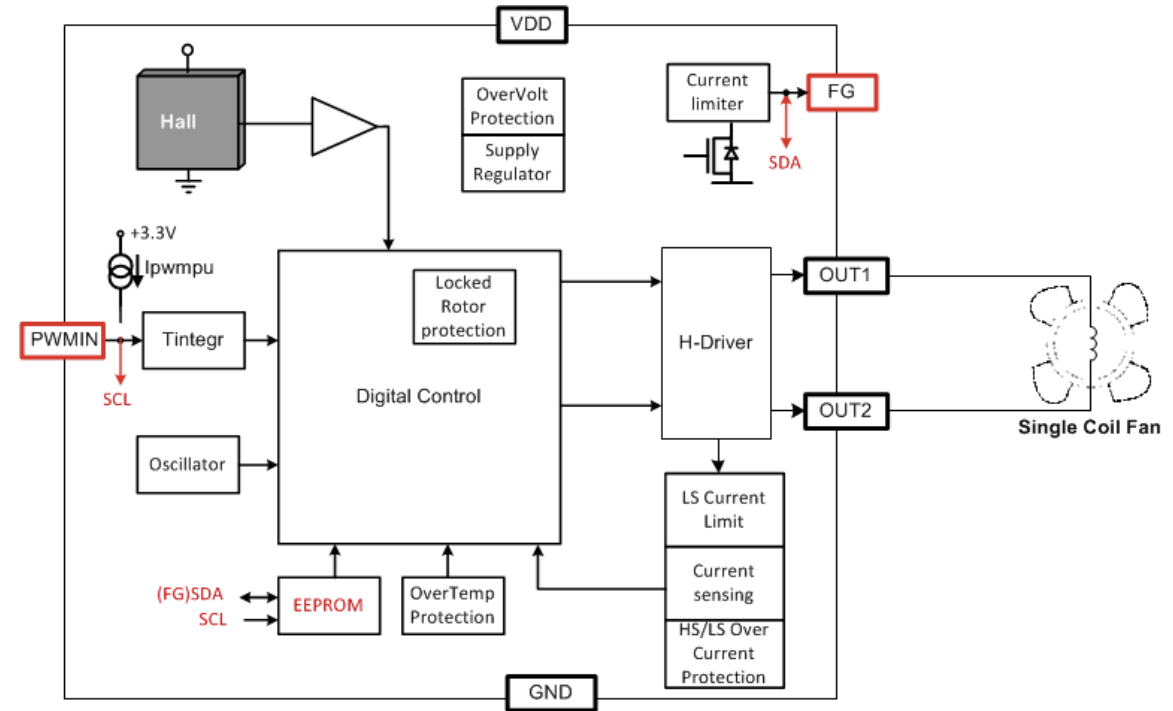 VDD
Hall
OverVolt
Protection
Supply
Regulator
Current
limiter
FG
SDA
+3.3V
Ipwmpu
PWMIN
Tintegr
SCL
Locked
Rotor
protection
Digital Control
H-Driver
OUT1
OUT2
Single Coil Fan
Oscillator
LS Current
Limit
Current
sensing
HS/LS Over
Current
Protection
(FG)SDA
SCL
EEPROM
OverTemp
Protection
GND